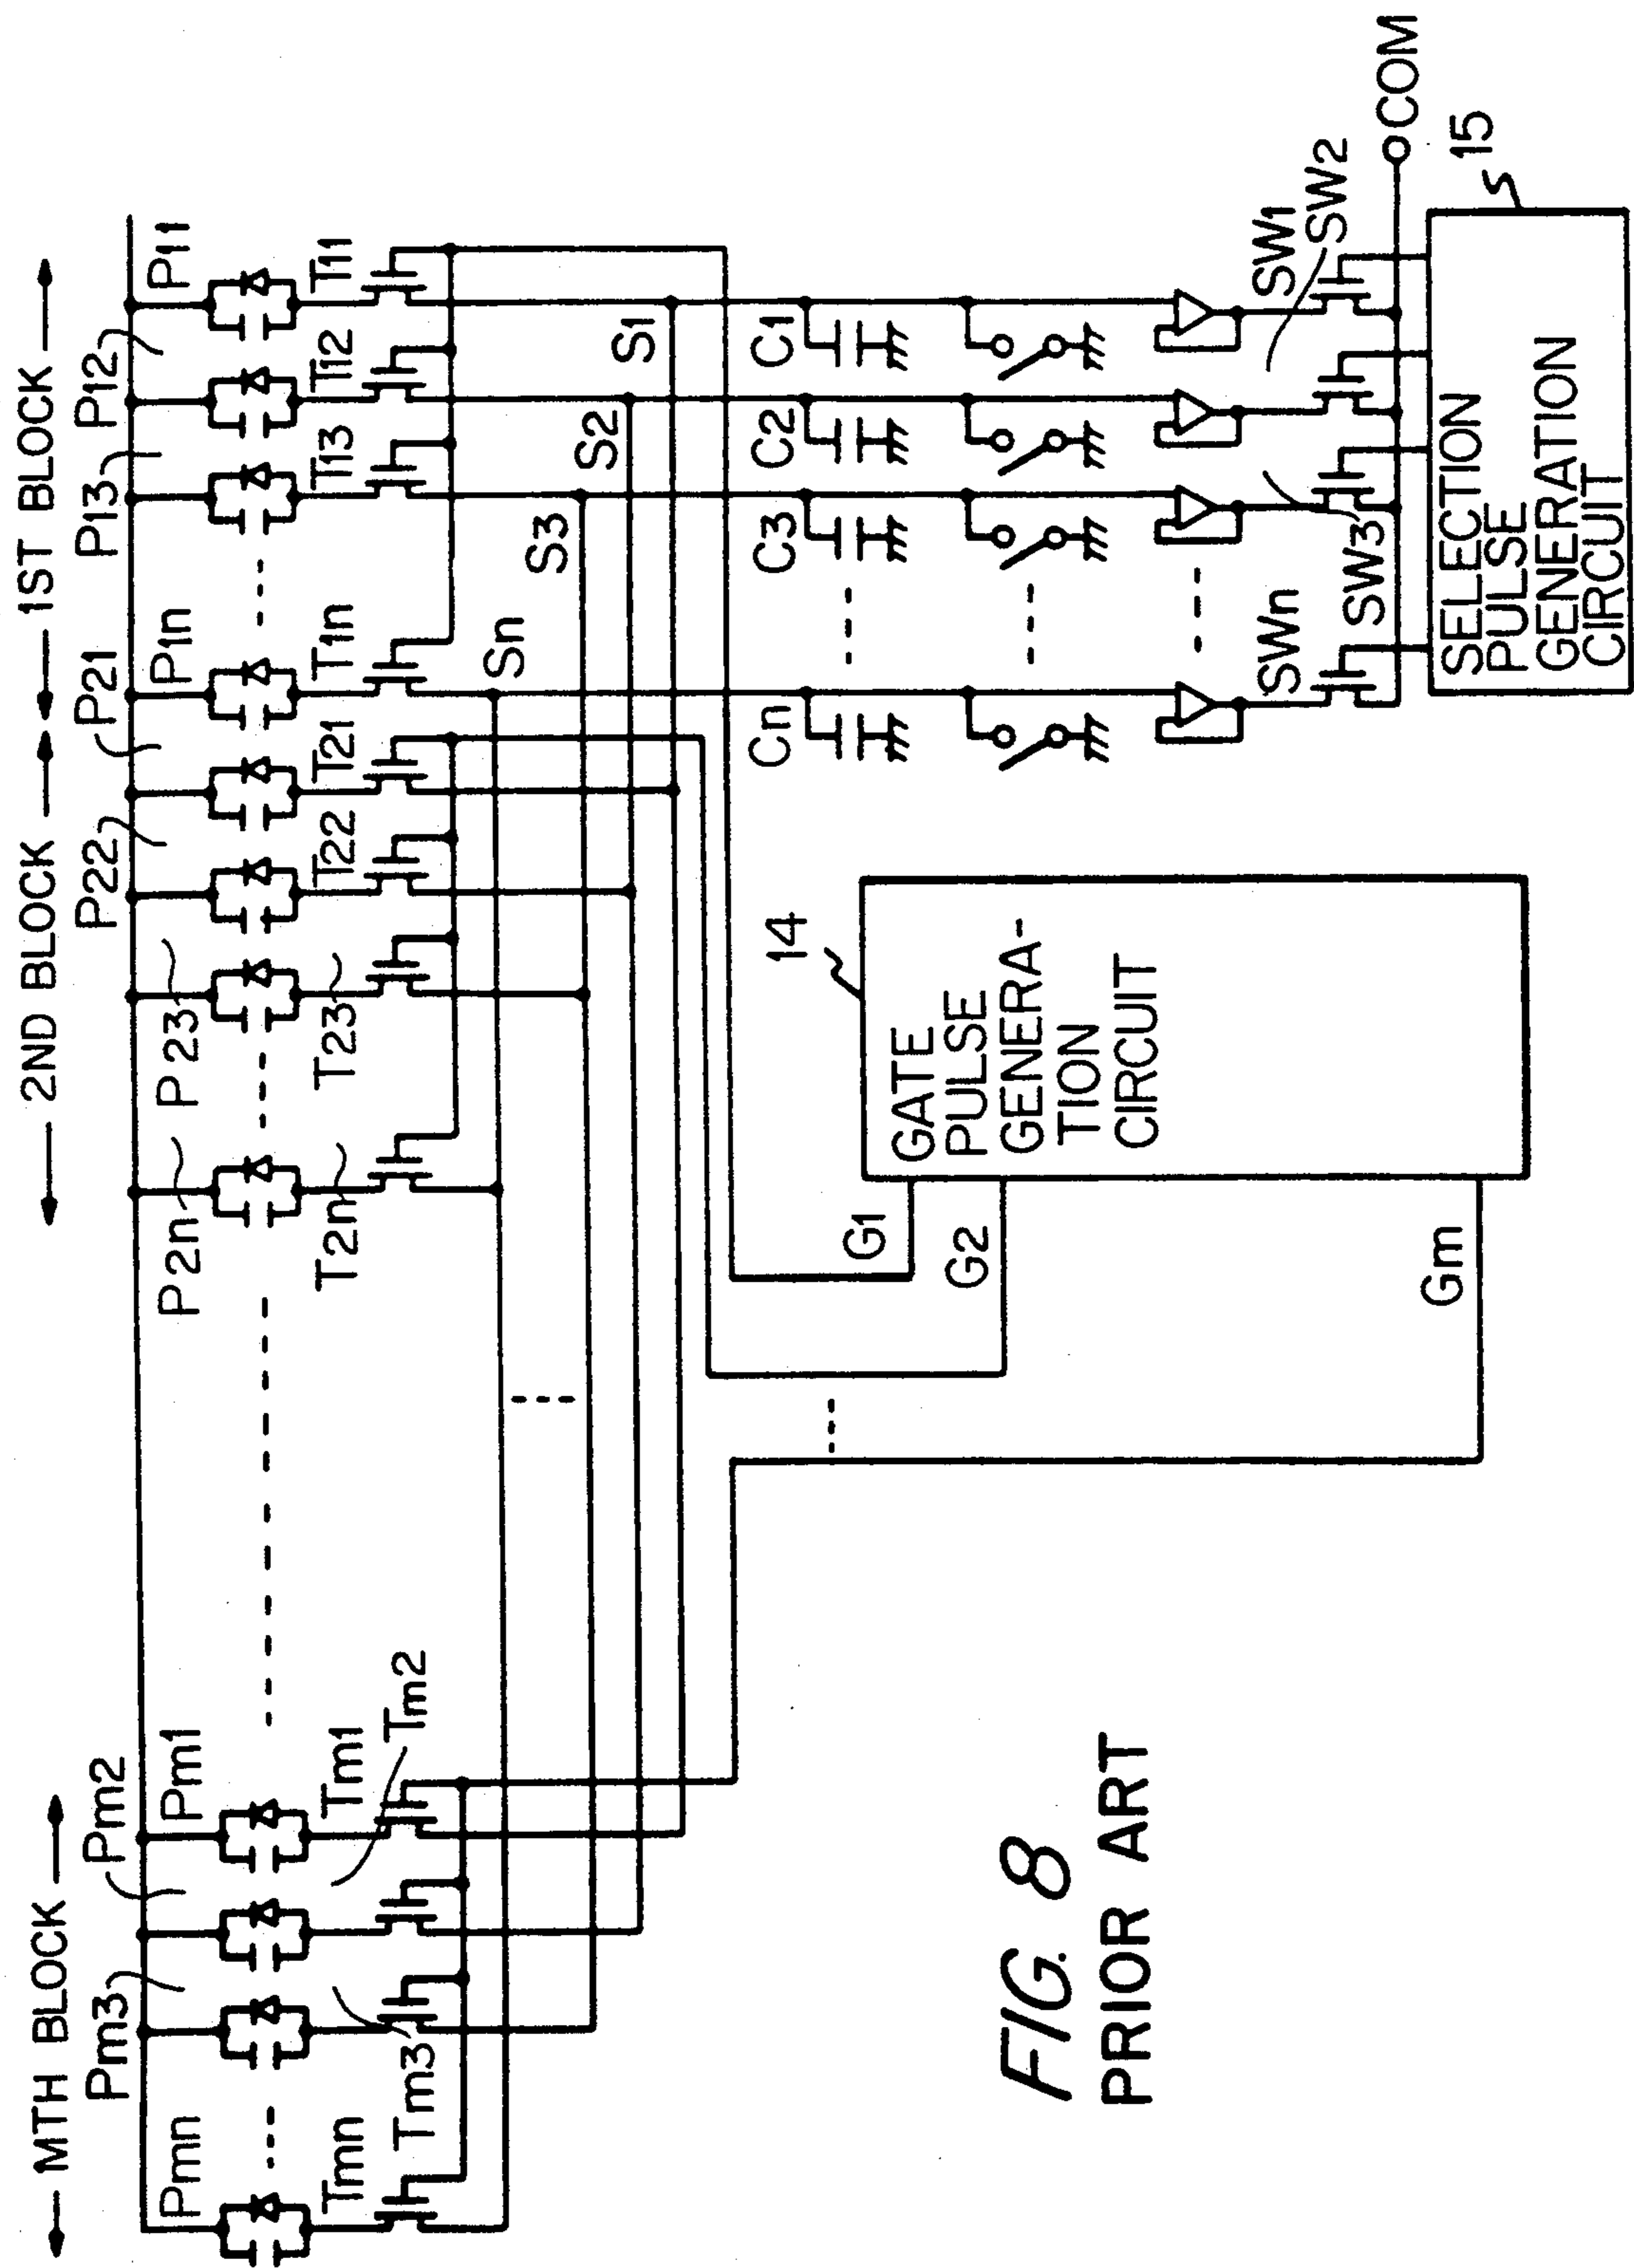 MTH BLOCK
2ND BLOCK
1ST BLOCK
Pm3
Pm2
P22
P21
P13
P12
Pmn
Pm1
P2n
P23
P1n
P11
Tmn
Tm1
T2n
T23
T22
T21
T1n
T13
T12
T11
Tm3
Tm2
Sn
S3
S2
S1
Cn
C3
C2
C1
G1
G2
Gm
14
GATE
PULSE
GENERA-
TION
CIRCUIT
SWn
SW3
SW1
SW2
COM
15
SELECTION
PULSE
GENERATION
CIRCUIT
FIG. 8
PRIOR ART